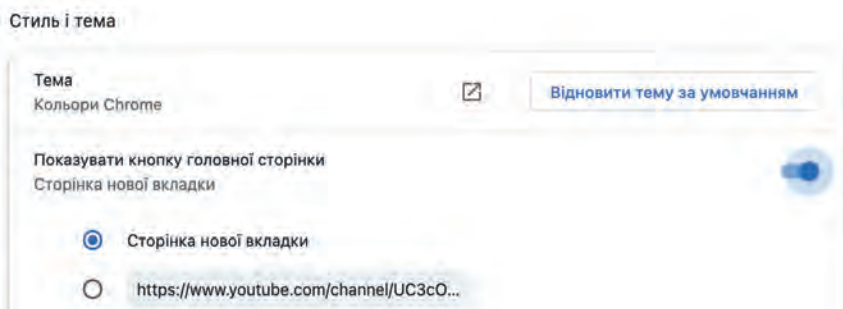 Стиль і тема
Тема
Кольори Chrome
Відновити тему за умовчанням
Показувати кнопку головної сторінки
Сторінка нової вкладки
Сторінка нової вкладки
https://www.youtube.com/channel/UC3cO...